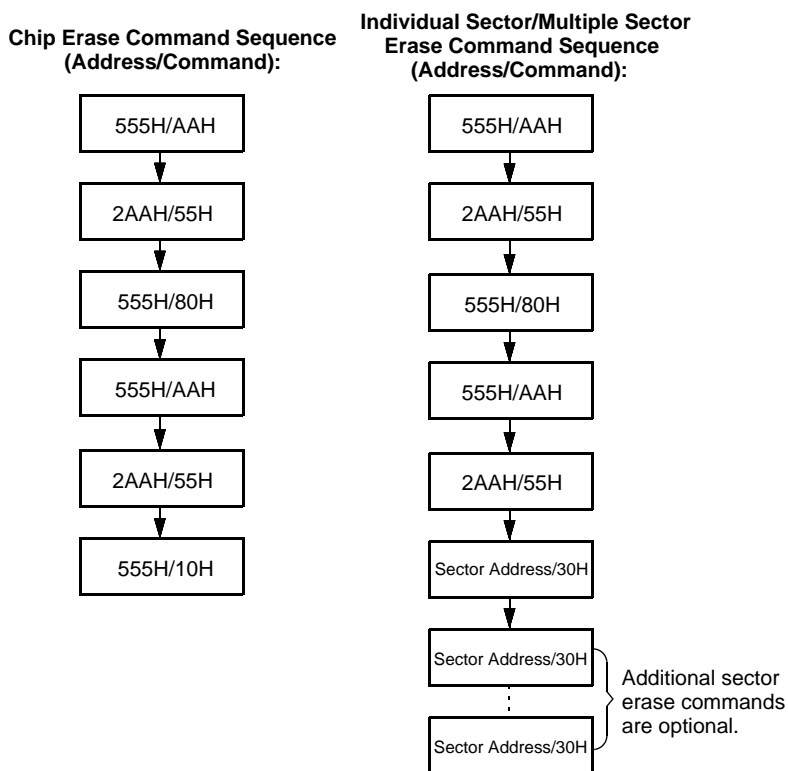 Chip Erase Command Sequence
(Address/Command):
555H/AAH
2AAH/55H
555H/80H
555H/AAH
2AAH/55H
555H/10H
Individual Sector/Multiple Sector
Erase Command Sequence
(Address/Command):
555H/AAH
2AAH/55H
555H/80H
555H/AAH
2AAH/55H
Sector Address/30H
Sector Address/30H
Sector Address/30H
Additional sector
erase commands
are optional.